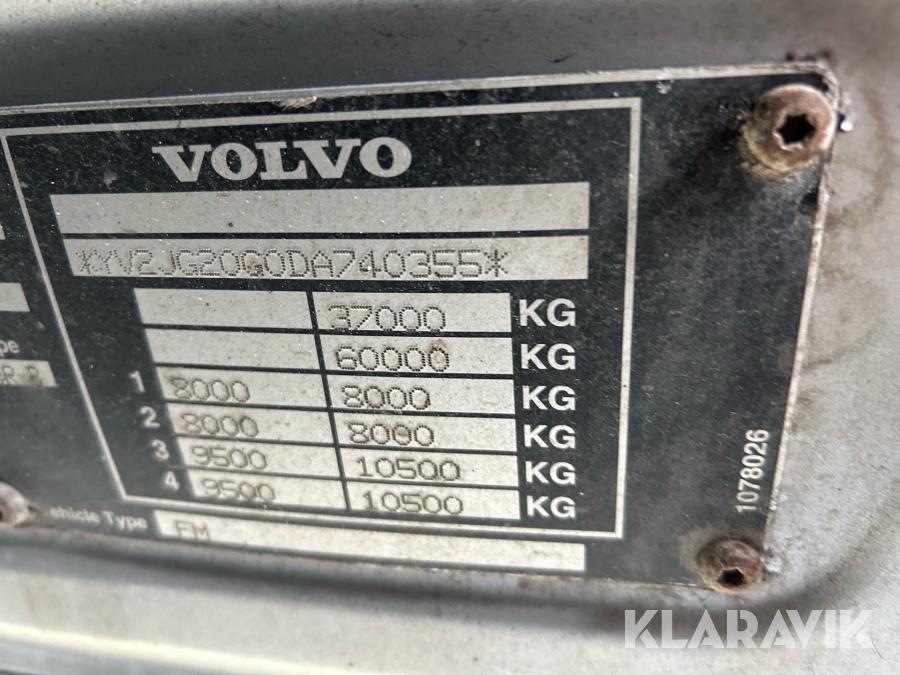 VOLVO
*YV2JG20G0DA740355*
37000 KG
60000 KG
1 8000 8000 KG
2 8000 8000 KG
3 9500 10500 KG
4 9500 10500 KG
ehicle Type FM
1078026
KLARAVIK